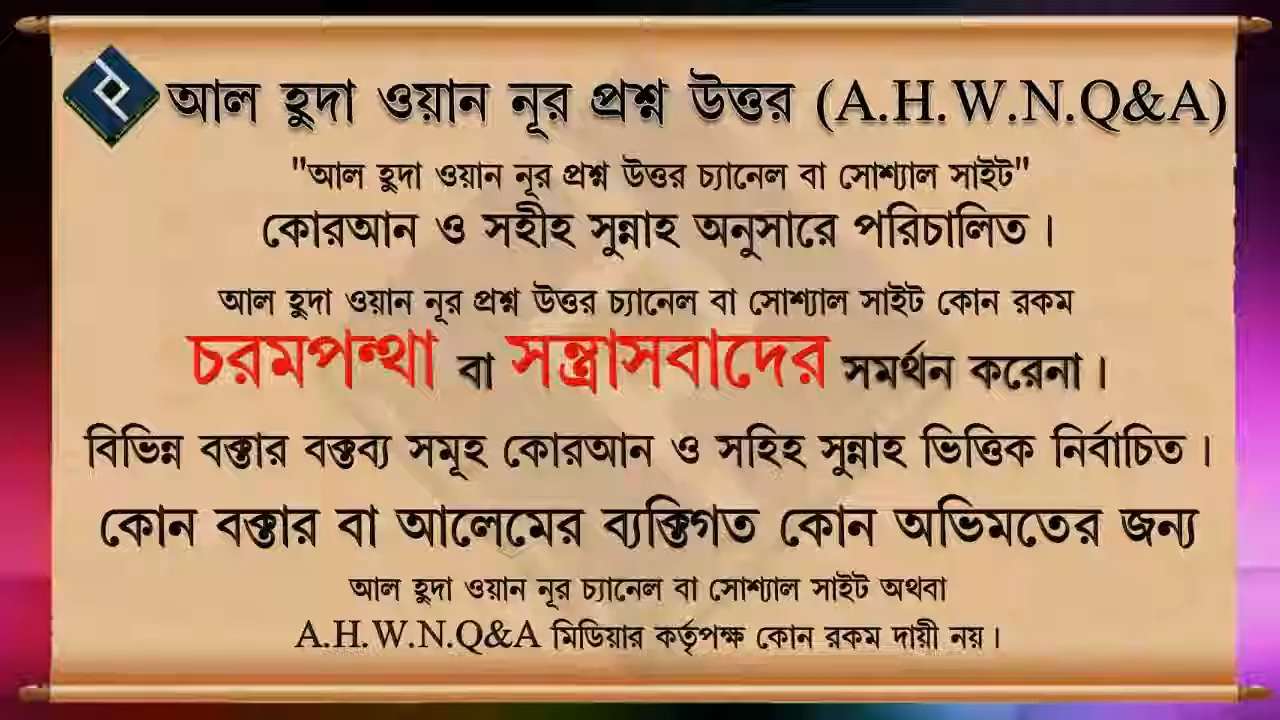 আল হুদা ওয়ান নূর প্রশ্ন উত্তর (A.H.W.N.Q&A)
"আল হুদা ওয়ান নূর প্রশ্ন উত্তর চ্যানেল বা সোশ্যাল সাইট"
কোরআন ও সহীহ সুন্নাহ অনুসারে পরিচালিত।
আল হুদা ওয়ান নূর প্রশ্ন উত্তর চ্যানেল বা সোশ্যাল সাইট কোন রকম
চরমপন্থা বা সন্ত্রাসবাদের সমর্থন করেনা।
বিভিন্ন বক্তার বক্তব্য সমূহ কোরআন ও সহিহ সুন্নাহ ভিত্তিক নির্বাচিত।
কোন বক্তার বা আলেমের ব্যক্তিগত কোন অভিমতের জন্য
আল হুদা ওয়ান নূর চ্যানেল বা সোশ্যাল সাইট অথবা
A.H.W.N.Q&A মিডিয়ার কর্তৃপক্ষ কোন রকম দায়ী নয়।